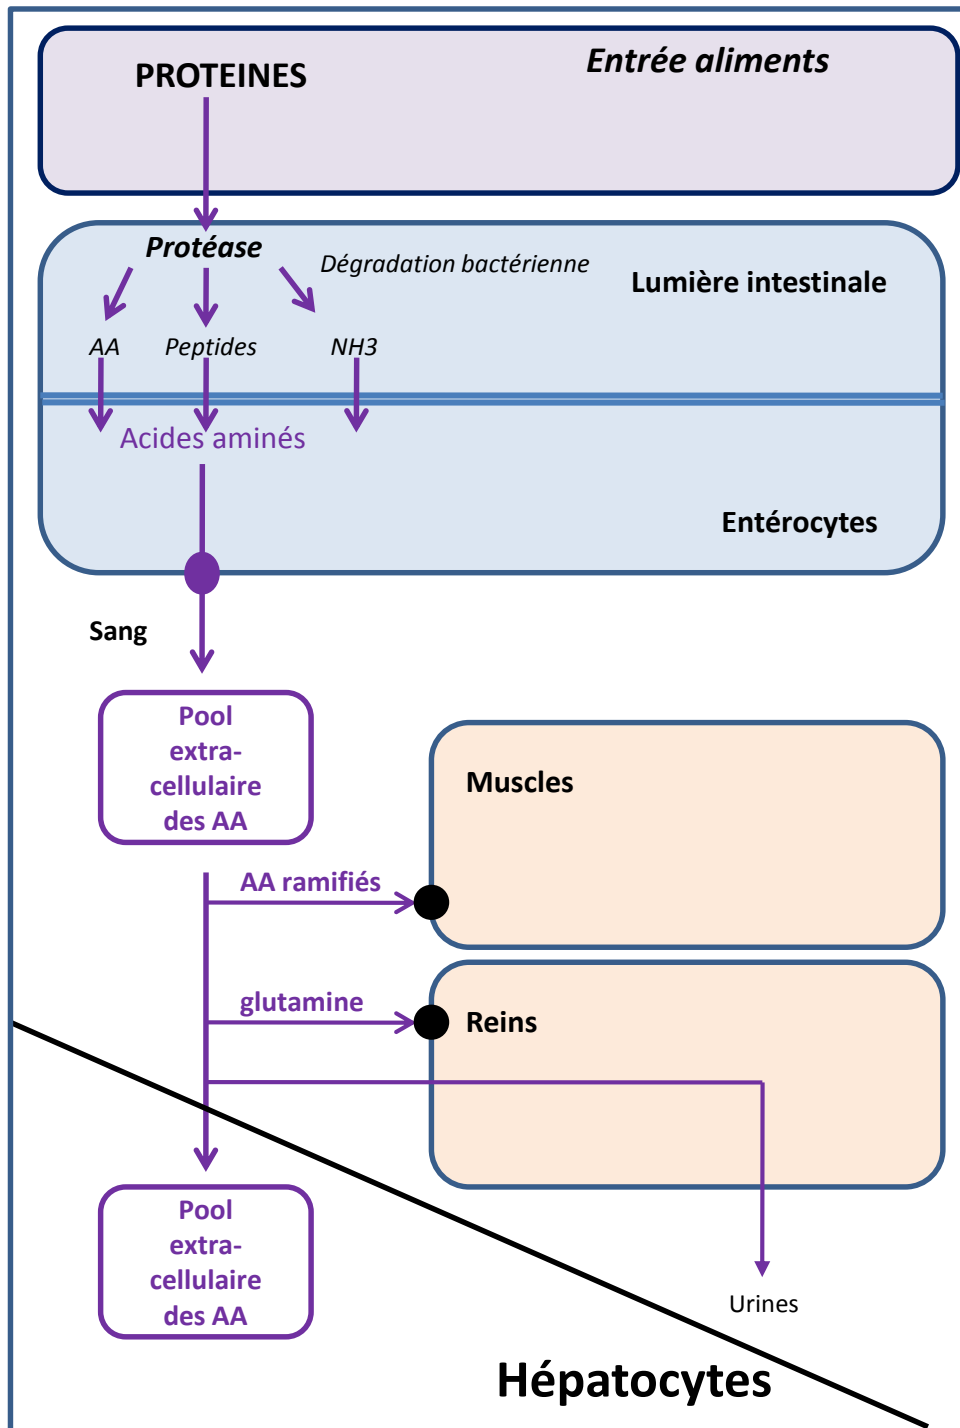 PROTEINES
Entrée aliments
Protéase
Dégradation bactérienne
Lumière intestinale
AA
Peptides
NH3
Acides aminés
Entérocytes
Sang
Pool
extra-
cellulaire
des AA
Muscles
AA ramifiés
glutamine
Reins
Pool
extra-
cellulaire
des AA
Urines
Hépatocytes